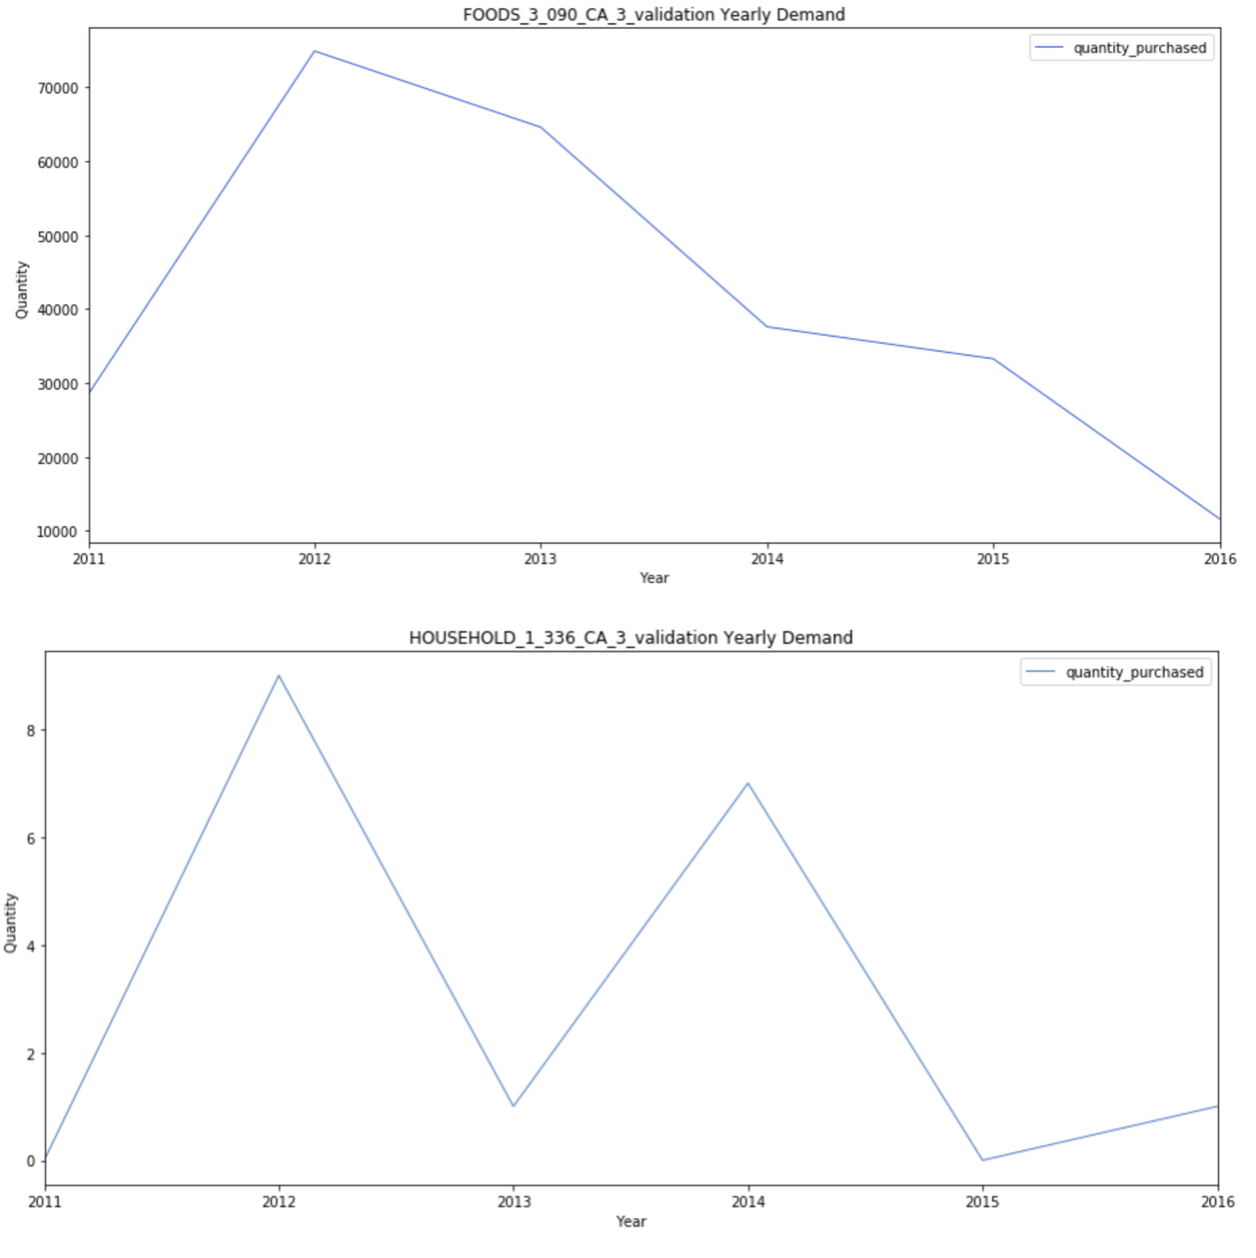 FOODS_3_090_CA_3_validation Yearly Demand
quantity_purchased
70000
60000
50000
40000
30000
20000
10000
Quantity
2011 2012 2013 2014 2015 2016
Year
HOUSEHOLD_1_336_CA_3_validation Yearly Demand
quantity_purchased
8
6
4
2
0
Quantity
2011 2012 2013 2014 2015 2016
Year